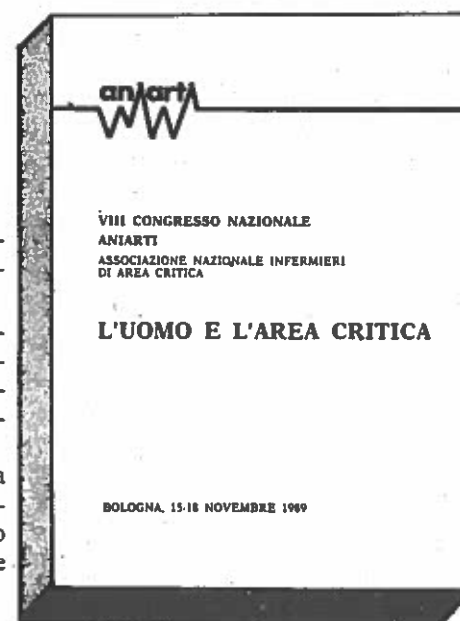 aniarti
VIII CONGRESSO NAZIONALE
ANIARTI
ASSOCIAZIONE NAZIONALE INFERMIERI
DI AREA CRITICA
L'UOMO E L'AREA CRITICA
BOLOGNA, 15-18 NOVEMBRE 1989